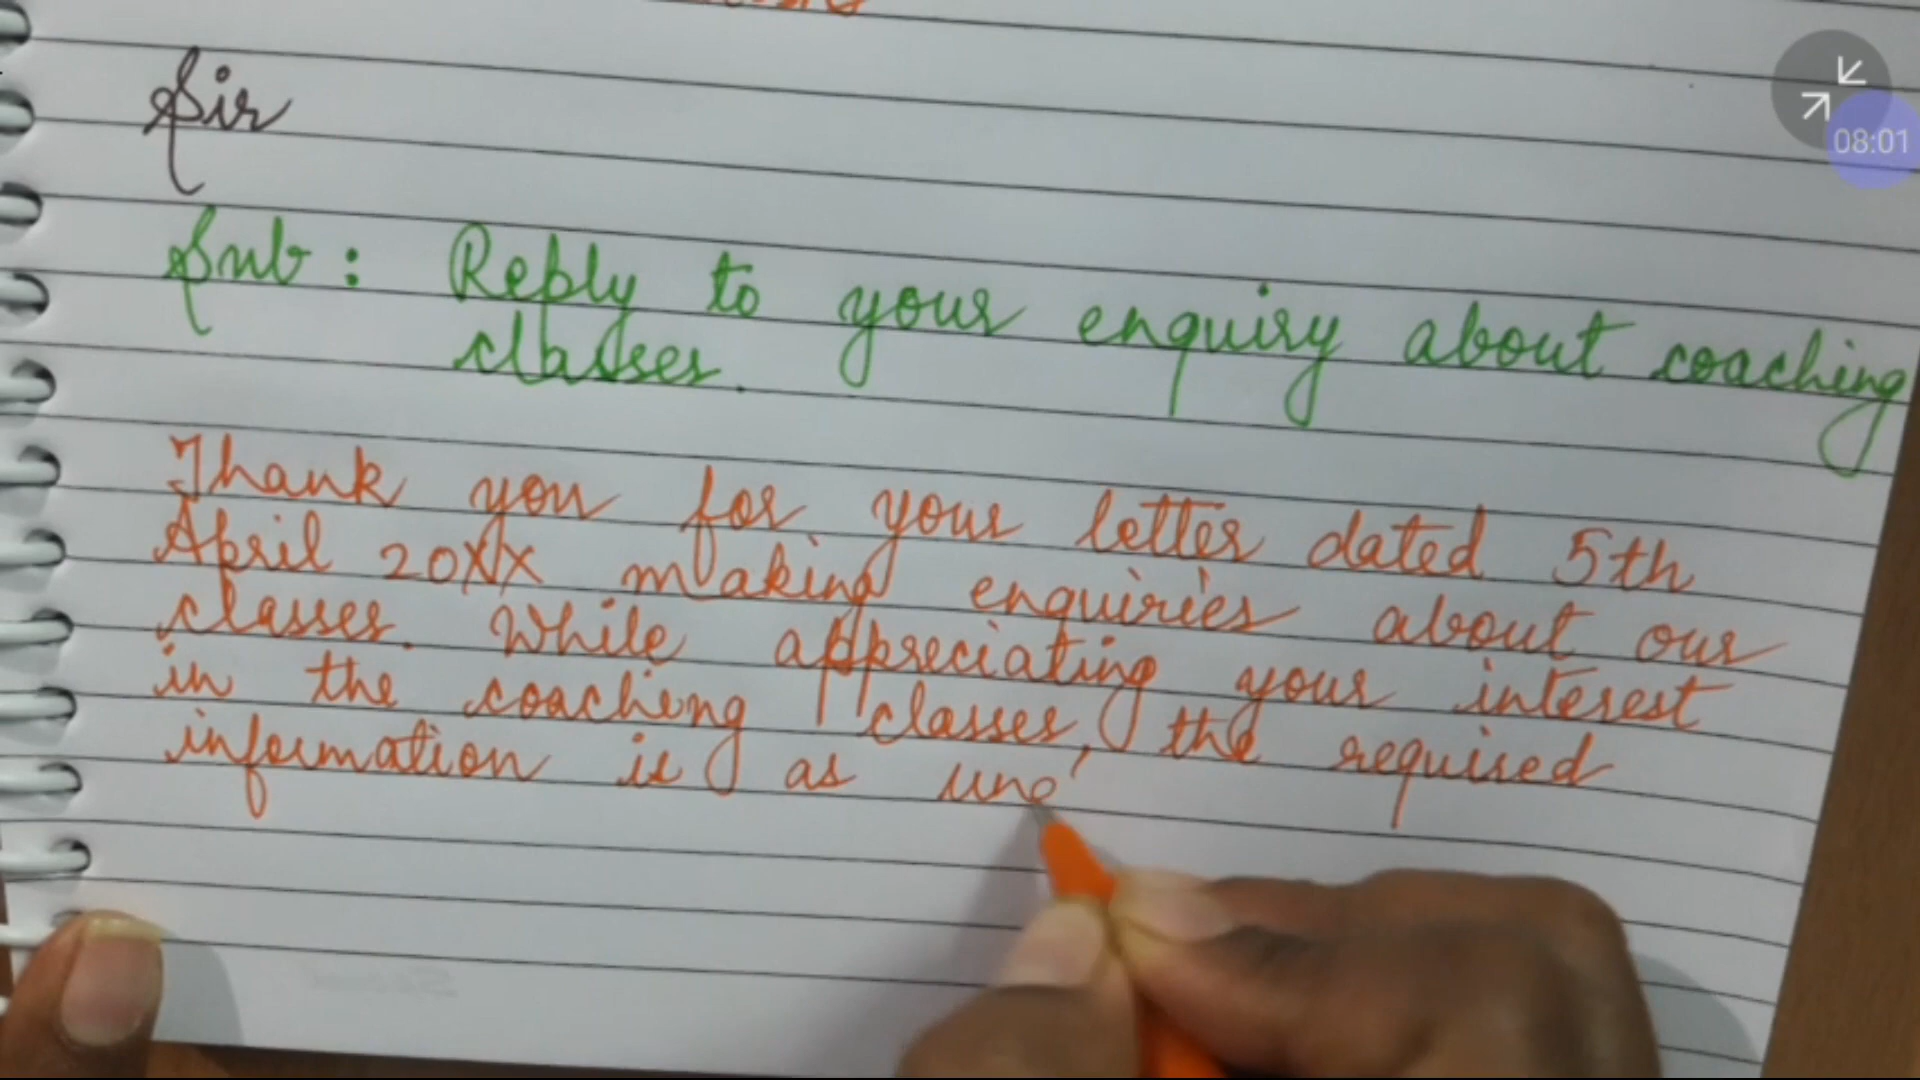 Sir
Sub: Reply to your enquiry about coaching
classes.
Thank you for your letter dated 5th
April 20XX making enquiries about our
classes. While appreciating your interest
in the coaching classes, the required
information is as und
08:01